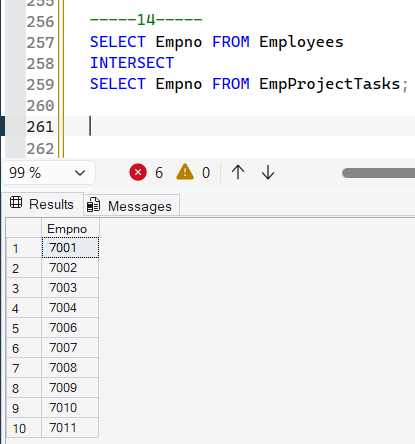 255
256 -----14-----
257 SELECT Empno FROM Employees
258 INTERSECT
259 SELECT Empno FROM EmpProjectTasks;
260
261
262
99 % 6 0
Results Messages
Empno
1 7001
2 7002
3 7003
4 7004
5 7006
6 7007
7 7008
8 7009
9 7010
10 7011